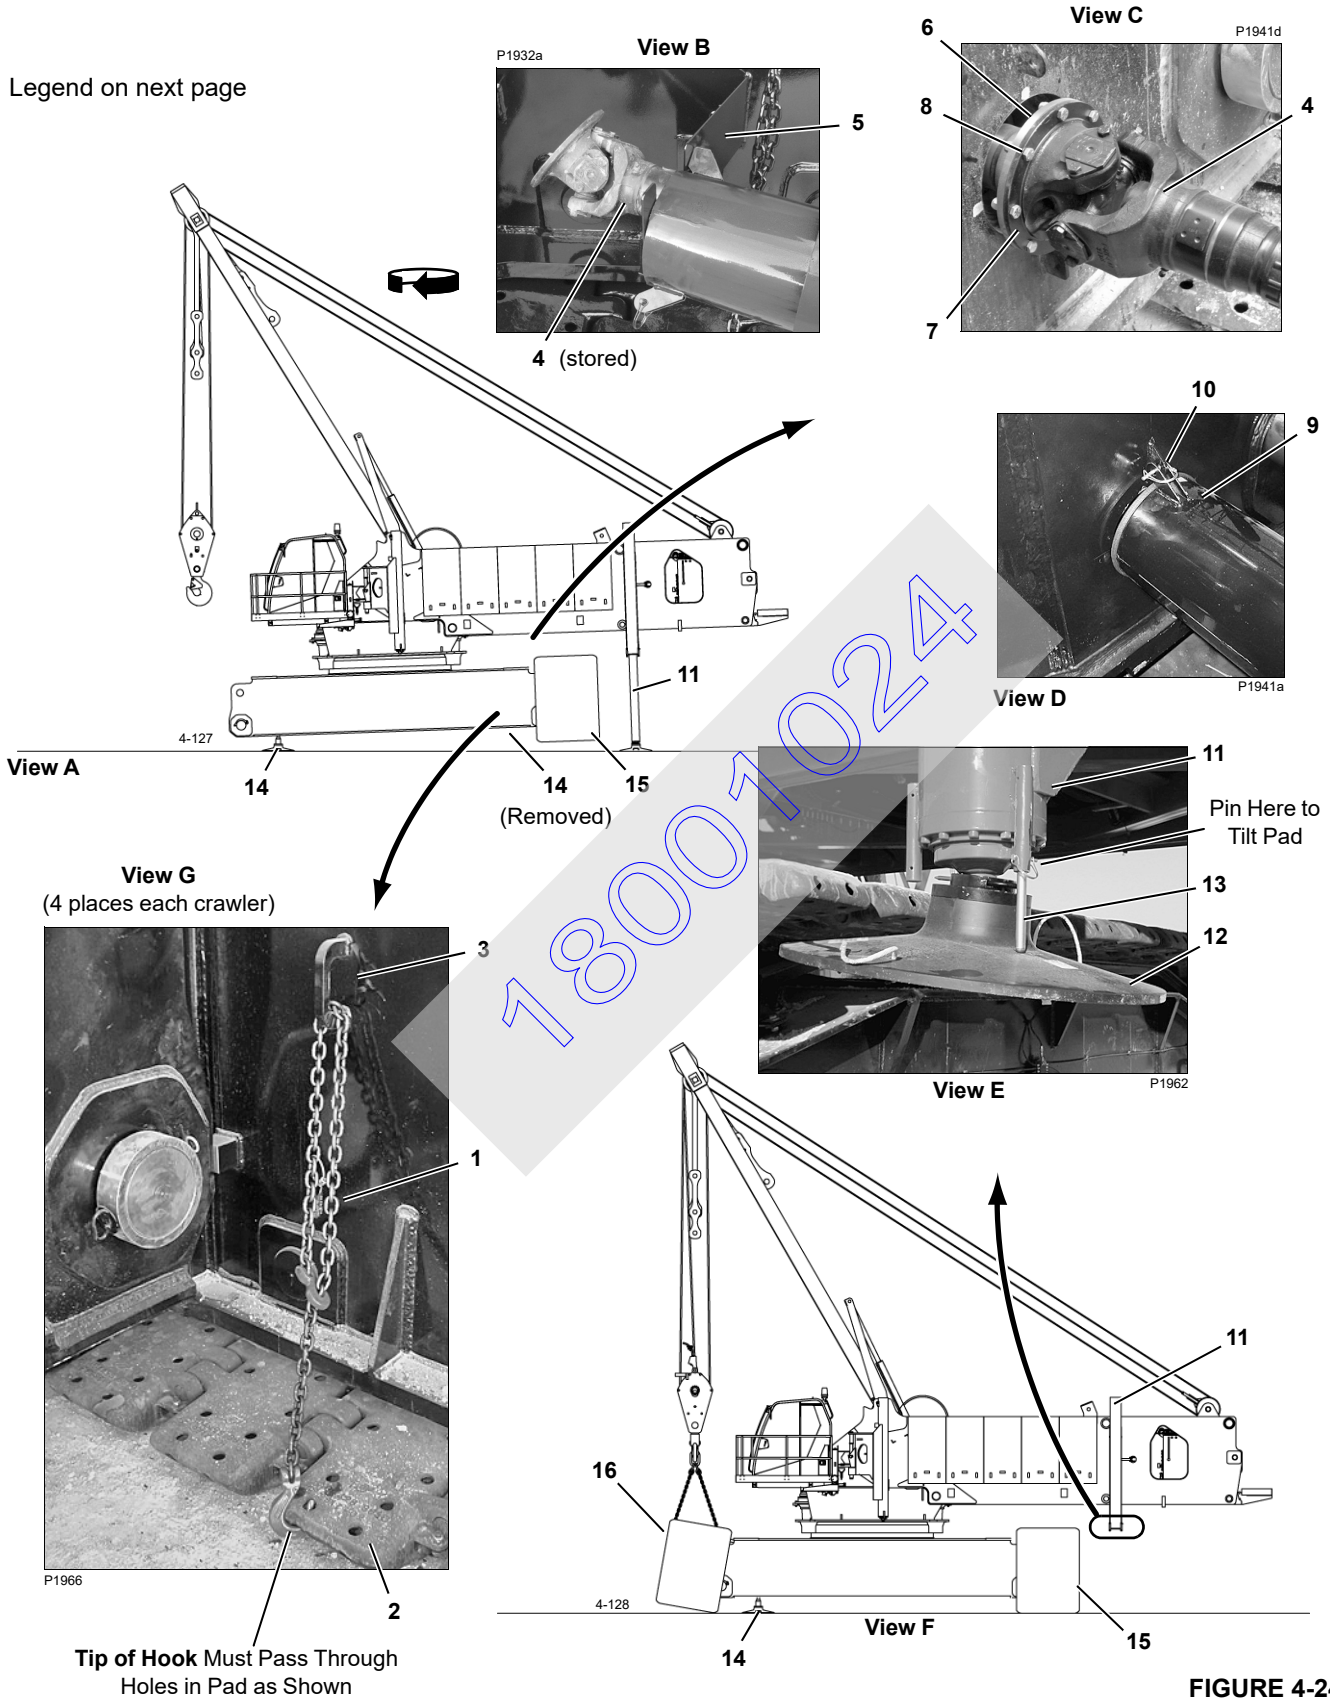 View C
6
P1941d
View B
P1932a
Legend on next page
8
4
5
7
4 (stored)
10
9
P1941a
View D
11
4-127
View A
14
14
15
(Removed)
11
Pin Here to
Tilt Pad
13
12
View E
P1962
18001024
View G
(4 places each crawler)
3
1
P1966
2
Tip of Hook Must Pass Through
Holes in Pad as Shown
11
16
4-128
View F
14
15
FIGURE 4-24